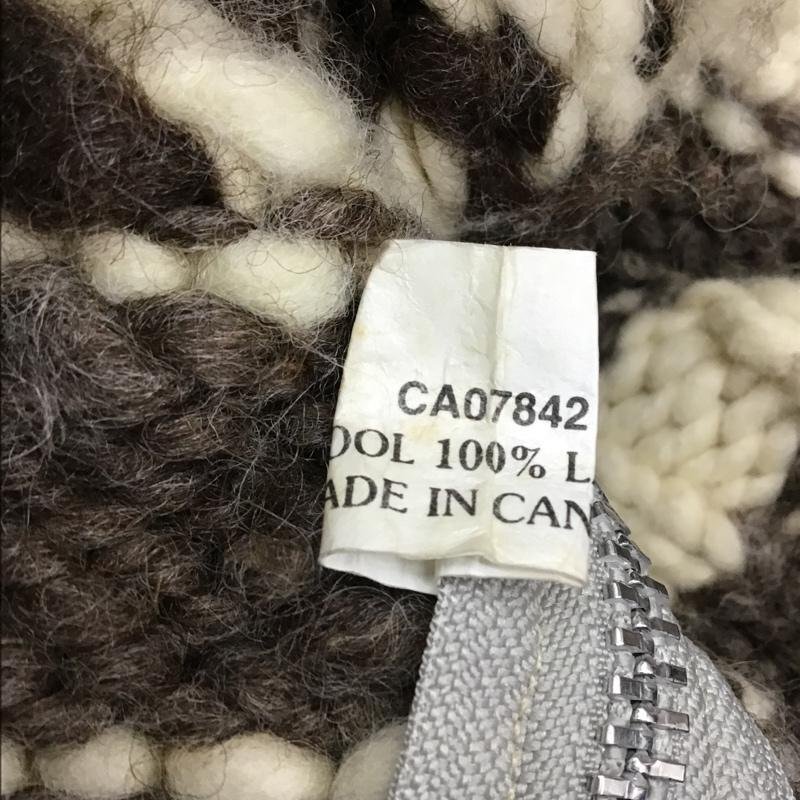 CA07842
OOL 100% L
ADE IN CAN